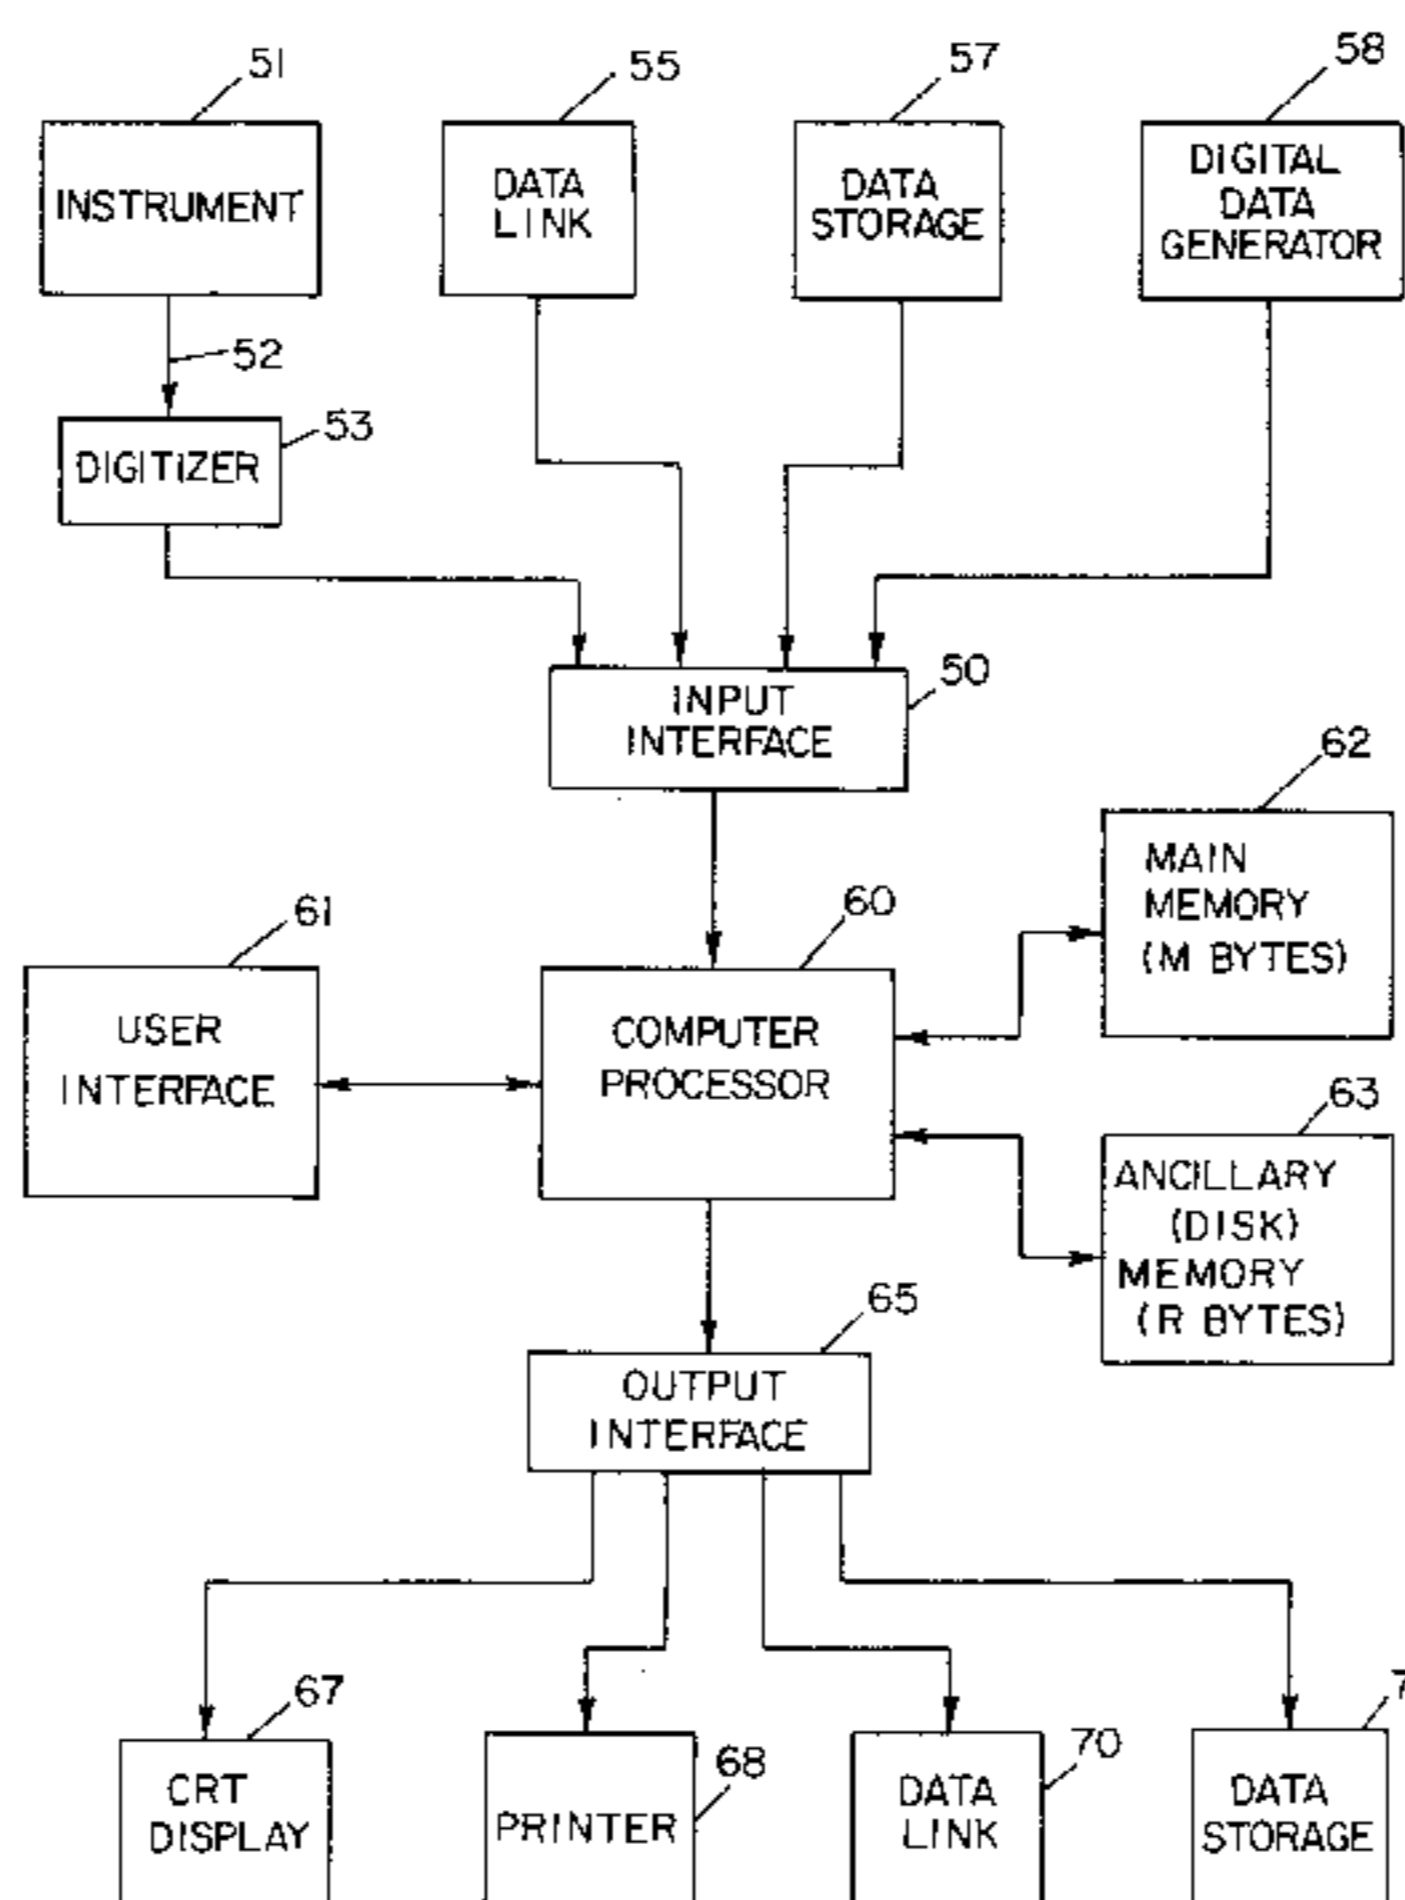 51
55
57
58
INSTRUMENT
DATA
LINK
DATA
STORAGE
DIGITAL
DATA
GENERATOR
52
53
DIGITIZER
50
INPUT
INTERFACE
62
MAIN
MEMORY
(M BYTES)
61
60
USER
INTERFACE
COMPUTER
PROCESSOR
63
ANCILLARY
(DISK)
MEMORY
(R BYTES)
65
OUTPUT
INTERFACE
67
CRT
DISPLAY
68
PRINTER
70
DATA
LINK
DATA
STORAGE